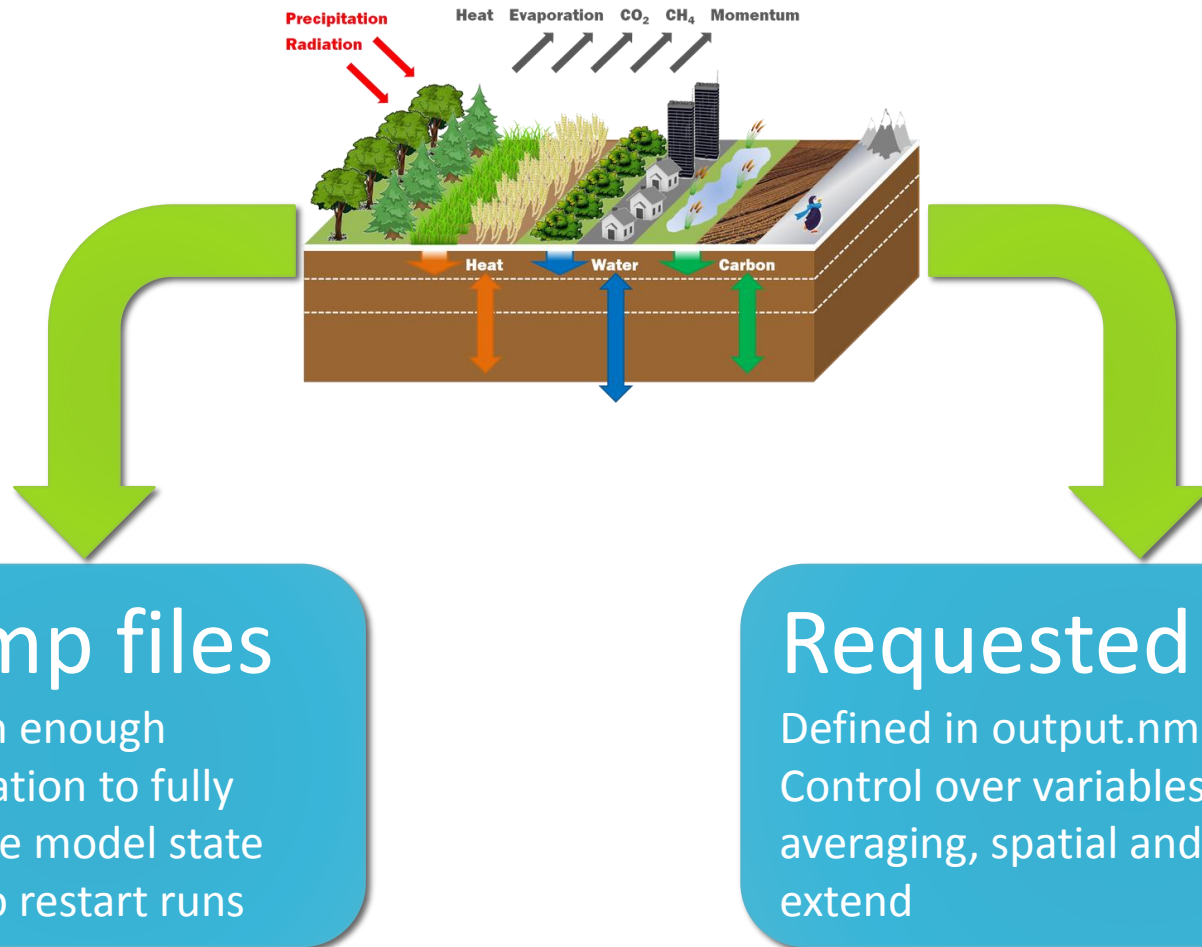 Precipitation
Radiation
Heat Evaporation CO₂ CH₄ Momentum
Heat Water Carbon
mp files
n enough
ation to fully
e model state
o restart runs
Requested
Defined in output.nm
Control over variables
averaging, spatial and
extend